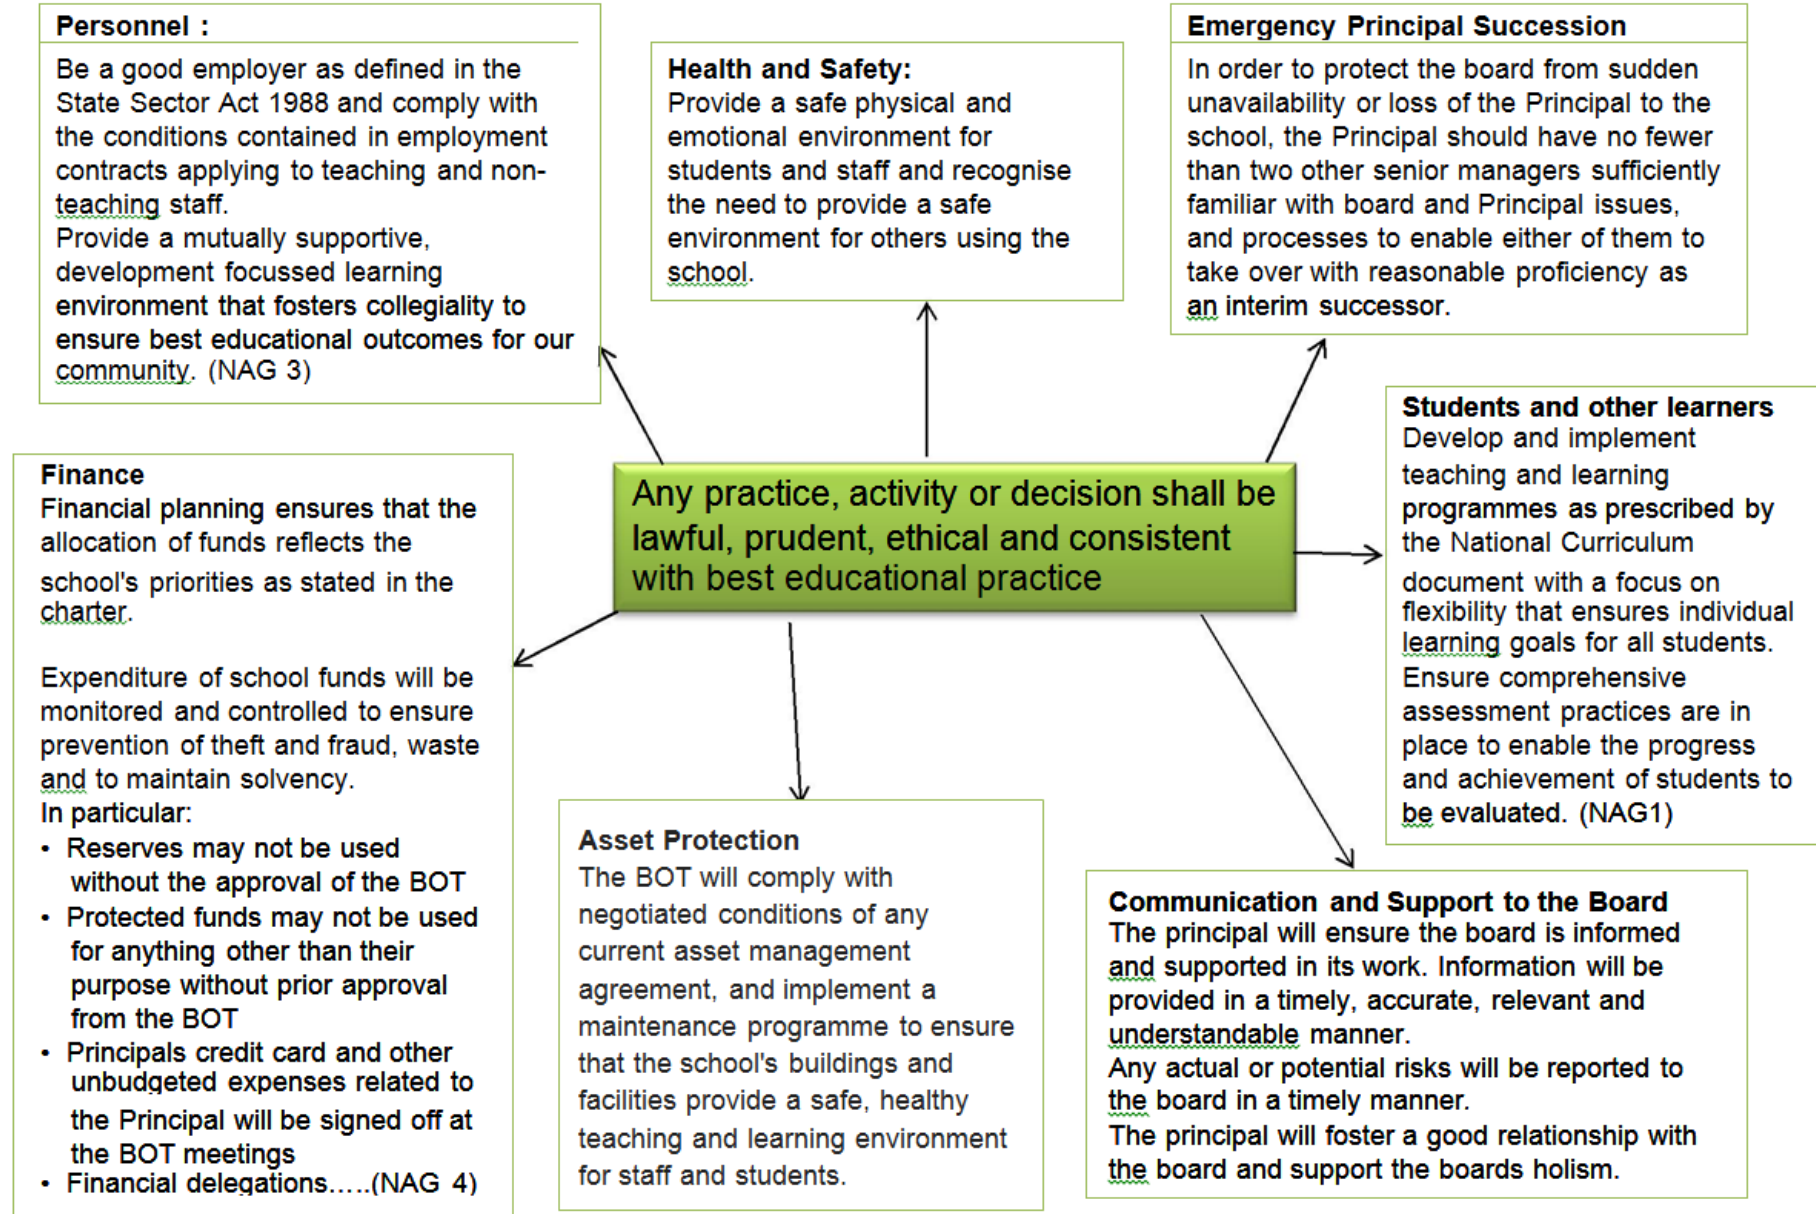 Personnel :
Be a good employer as defined in the
State Sector Act 1988 and comply with
the conditions contained in employment
contracts applying to teaching and non-
teaching staff.
Provide a mutually supportive,
development focussed learning
environment that fosters collegiality to
ensure best educational outcomes for our
community. (NAG 3)
Health and Safety:
Provide a safe physical and
emotional environment for
students and staff and recognise
the need to provide a safe
environment for others using the
school.
Emergency Principal Succession
In order to protect the board from sudden
unavailability or loss of the Principal to the
school, the Principal should have no fewer
than two other senior managers sufficiently
familiar with board and Principal issues,
and processes to enable either of them to
take over with reasonable proficiency as
an interim successor.
Students and other learners
Develop and implement
teaching and learning
programmes as prescribed by
the National Curriculum
document with a focus on
flexibility that ensures individual
learning goals for all students.
Ensure comprehensive
assessment practices are in
place to enable the progress
and achievement of students to
be evaluated. (NAG1)
Any practice, activity or decision shall be
lawful, prudent, ethical and consistent
with best educational practice
Finance
Financial planning ensures that the
allocation of funds reflects the
school's priorities as stated in the
charter.
Expenditure of school funds will be
monitored and controlled to ensure
prevention of theft and fraud, waste
and to maintain solvency.
In particular:
• Reserves may not be used
without the approval of the BOT
• Protected funds may not be used
for anything other than their
purpose without prior approval
from the BOT
• Principals credit card and other
unbudgeted expenses related to
the Principal will be signed off at
the BOT meetings
• Financial delegations…..(NAG 4)
Asset Protection
The BOT will comply with
negotiated conditions of any
current asset management
agreement, and implement a
maintenance programme to ensure
that the school's buildings and
facilities provide a safe, healthy
teaching and learning environment
for staff and students.
Communication and Support to the Board
The principal will ensure the board is informed
and supported in its work. Information will be
provided in a timely, accurate, relevant and
understandable manner.
Any actual or potential risks will be reported to
the board in a timely manner.
The principal will foster a good relationship with
the board and support the boards holism.